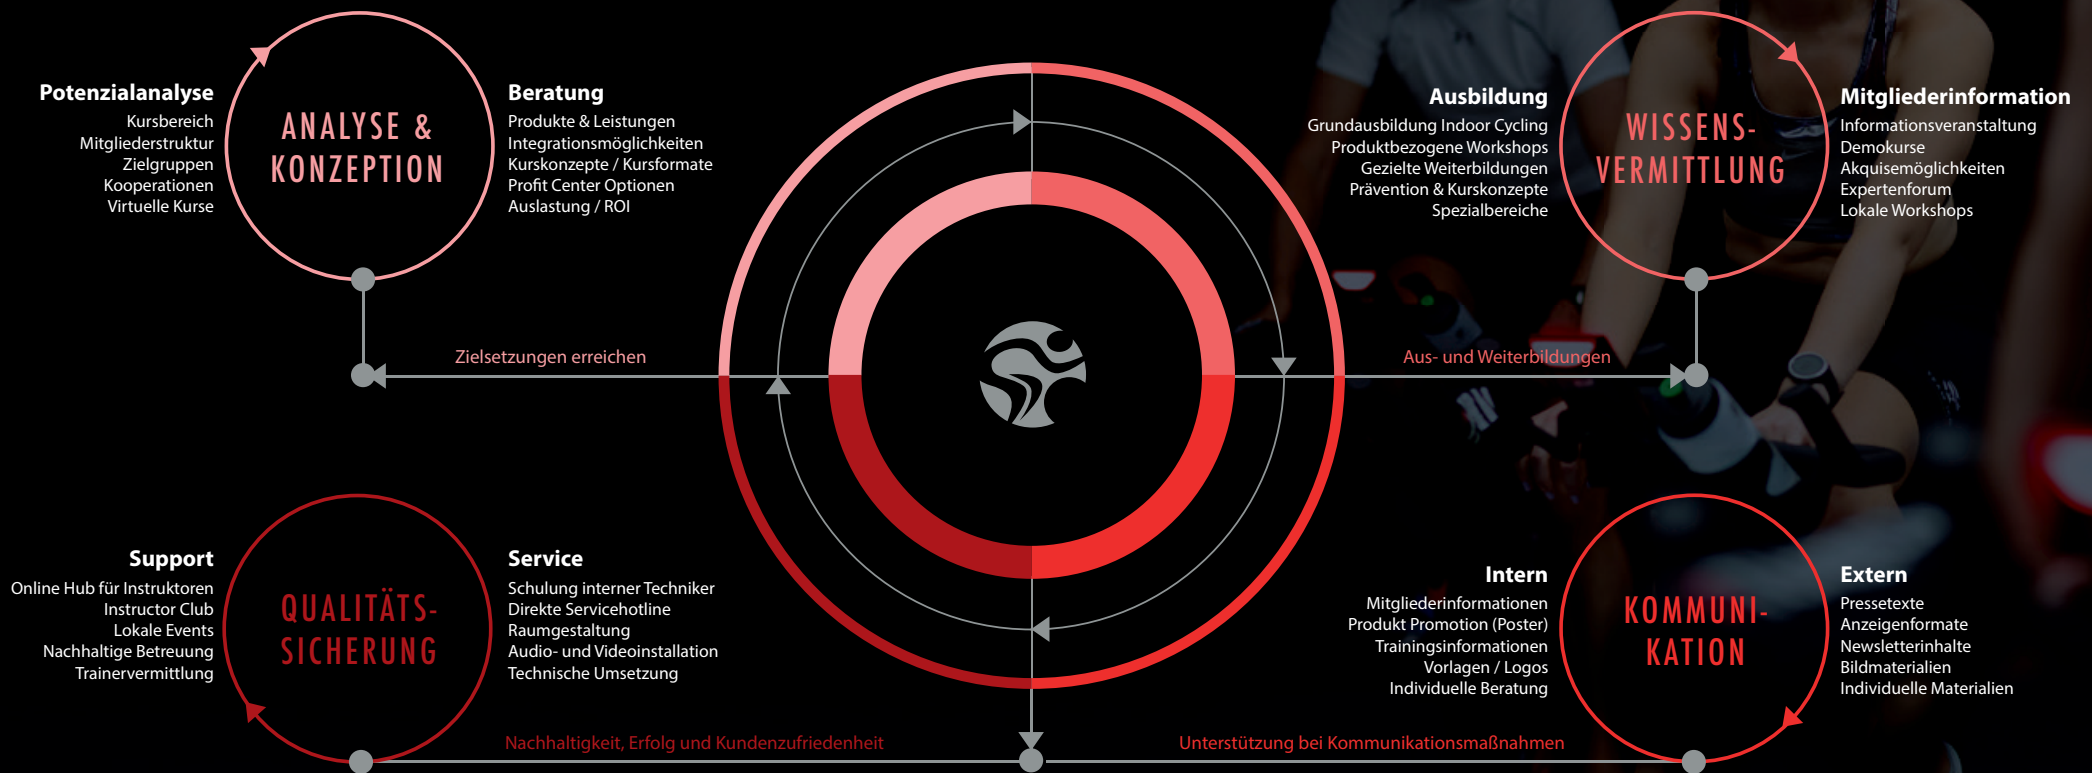 Potenzialanalyse
Kursbereich
Mitgliederstruktur
Zielgruppen
Kooperationen
Virtuelle Kurse
ANALYSE &
KONZEPTION
Beratung
Produkte & Leistungen
Integrationsmöglichkeiten
Kurskonzepte / Kursformate
Profit Center Optionen
Auslastung / ROI
Zielsetzungen erreichen
Ausbildung
Grundausbildung Indoor Cycling
Produktbezogene Workshops
Gezielte Weiterbildungen
Prävention & Kurskonzepte
Spezialbereiche
WISSENS-
VERMITTLUNG
Mitgliederinformation
Informationsveranstaltung
Demokurse
Akquisemöglichkeiten
Expertenforum
Lokale Workshops
Aus- und Weiterbildungen
Support
Online Hub für Instruktoren
Instructor Club
Lokale Events
Nachhaltige Betreuung
Trainervermittlung
QUALITÄTS-
SICHERUNG
Service
Schulung interner Techniker
Direkte Servicehotline
Raumgestaltung
Audio- und Videoinstallation
Technische Umsetzung
Nachhaltigkeit, Erfolg und Kundenzufriedenheit
Intern
Mitgliederinformationen
Produkt Promotion (Poster)
Trainingsinformationen
Vorlagen / Logos
Individuelle Beratung
KOMMUNI-
KATION
Extern
Pressetexte
Anzeigenformate
Newsletterinhalte
Bildmaterialien
Individuelle Materialien
Unterstützung bei Kommunikationsmaßnahmen